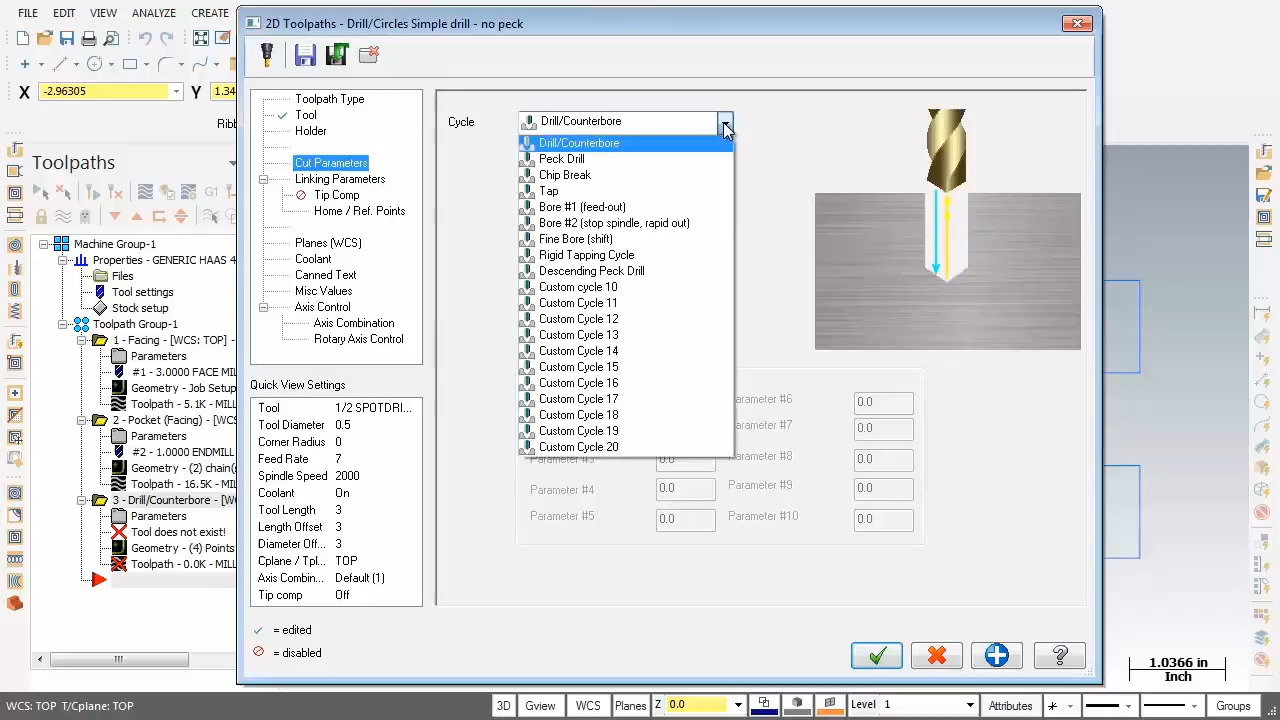 FILE EDIT VIEW ANALYZE CREATE
2D Toolpaths - Drill/Circles Simple drill - no peck
X -2.96305 Y 1.34
Toolpaths
G1
Machine Group-1
Properties - GENERIC HAAS 4
Files
Tool settings
Stock setup
Toolpath Group-1
1 - Facing - [WCS: TOP]
Parameters
#1 - 3.0000 FACE MIL
Geometry - Job Setup
Toolpath - 5.1K - MILL
2 - Pocket (Facing) - [WCS
Parameters
#2 - 1.0000 ENDMILL
Geometry - (2) chain(s
Toolpath - 16.5K - MILL
3 - Drill/Counterbore - [WC
Parameters
Tool does not exist!
Geometry - (4) Points
Toolpath - 0.0K - MILL
Toolpath Type
Tool
Holder
Cut Parameters
Linking Parameters
Tip Comp
Home / Ref. Points
Planes (WCS)
Coolant
Canned Text
Misc Values
Axis Control
Axis Combination
Rotary Axis Control
Quick View Settings
Tool 1/2 SPOTDRI...
Tool Diameter 0.5
Corner Radius 0
Feed Rate 7
Spindle Speed 2000
Coolant On
Tool Length 3
Length Offset 3
Diameter Off... 3
Cplane / Tpl... TOP
Axis Combin... Default (1)
Tip comp Off
= edited
= disabled
Cycle Drill/Counterbore
Drill/Counterbore
Peck Drill
Chip Break
Tap
Bore #1 (feed-out)
Bore #2 (stop spindle, rapid out)
Fine Bore (shift)
Rigid Tapping Cycle
Descending Peck Drill
Custom cycle 10
Custom Cycle 11
Custom Cycle 12
Custom Cycle 13
Custom Cycle 14
Custom Cycle 15
Custom Cycle 16
Custom Cycle 17
Custom Cycle 18
Custom Cycle 19
Custom Cycle 20
Parameter #6 0.0
Parameter #7 0.0
Parameter #3 0.0 Parameter #8 0.0
Parameter #4 0.0 Parameter #9 0.0
Parameter #5 0.0 Parameter #10 0.0
1.0366 in
Inch
WCS: TOP T/Cplane: TOP
3D Gview WCS Planes Z 0.0 Level 1 Attributes Groups